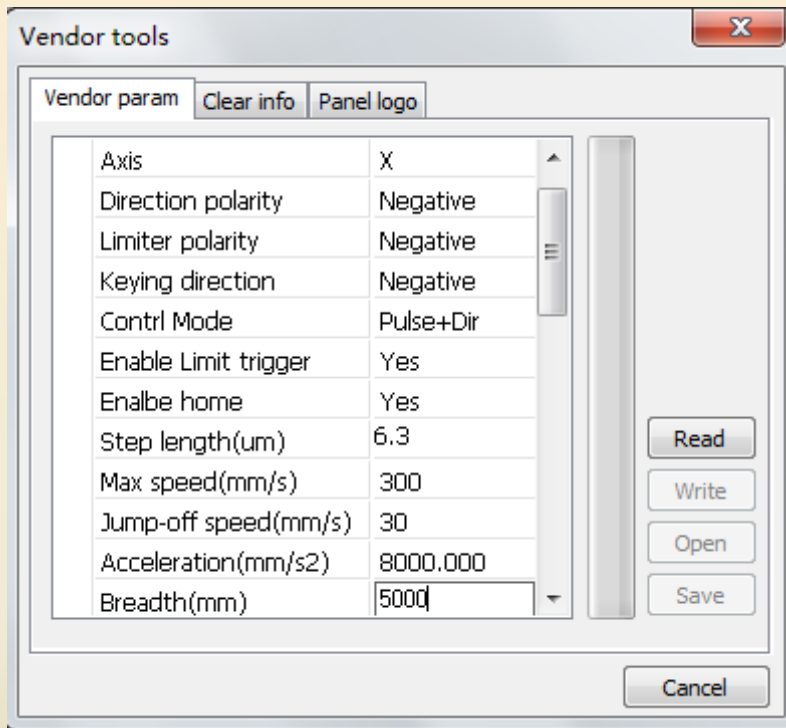 Vendor tools
Vendor param Clear info Panel logo
Axis X
Direction polarity Negative
Limiter polarity Negative
Keying direction Negative
Contrl Mode Pulse+Dir
Enable Limit trigger Yes
Enalbe home Yes
Step length(um) 6.3
Max speed(mm/s) 300
Jump-off speed(mm/s) 30
Acceleration(mm/s2) 8000.000
Breadth(mm) 5000
Read
Write
Open
Save
Cancel